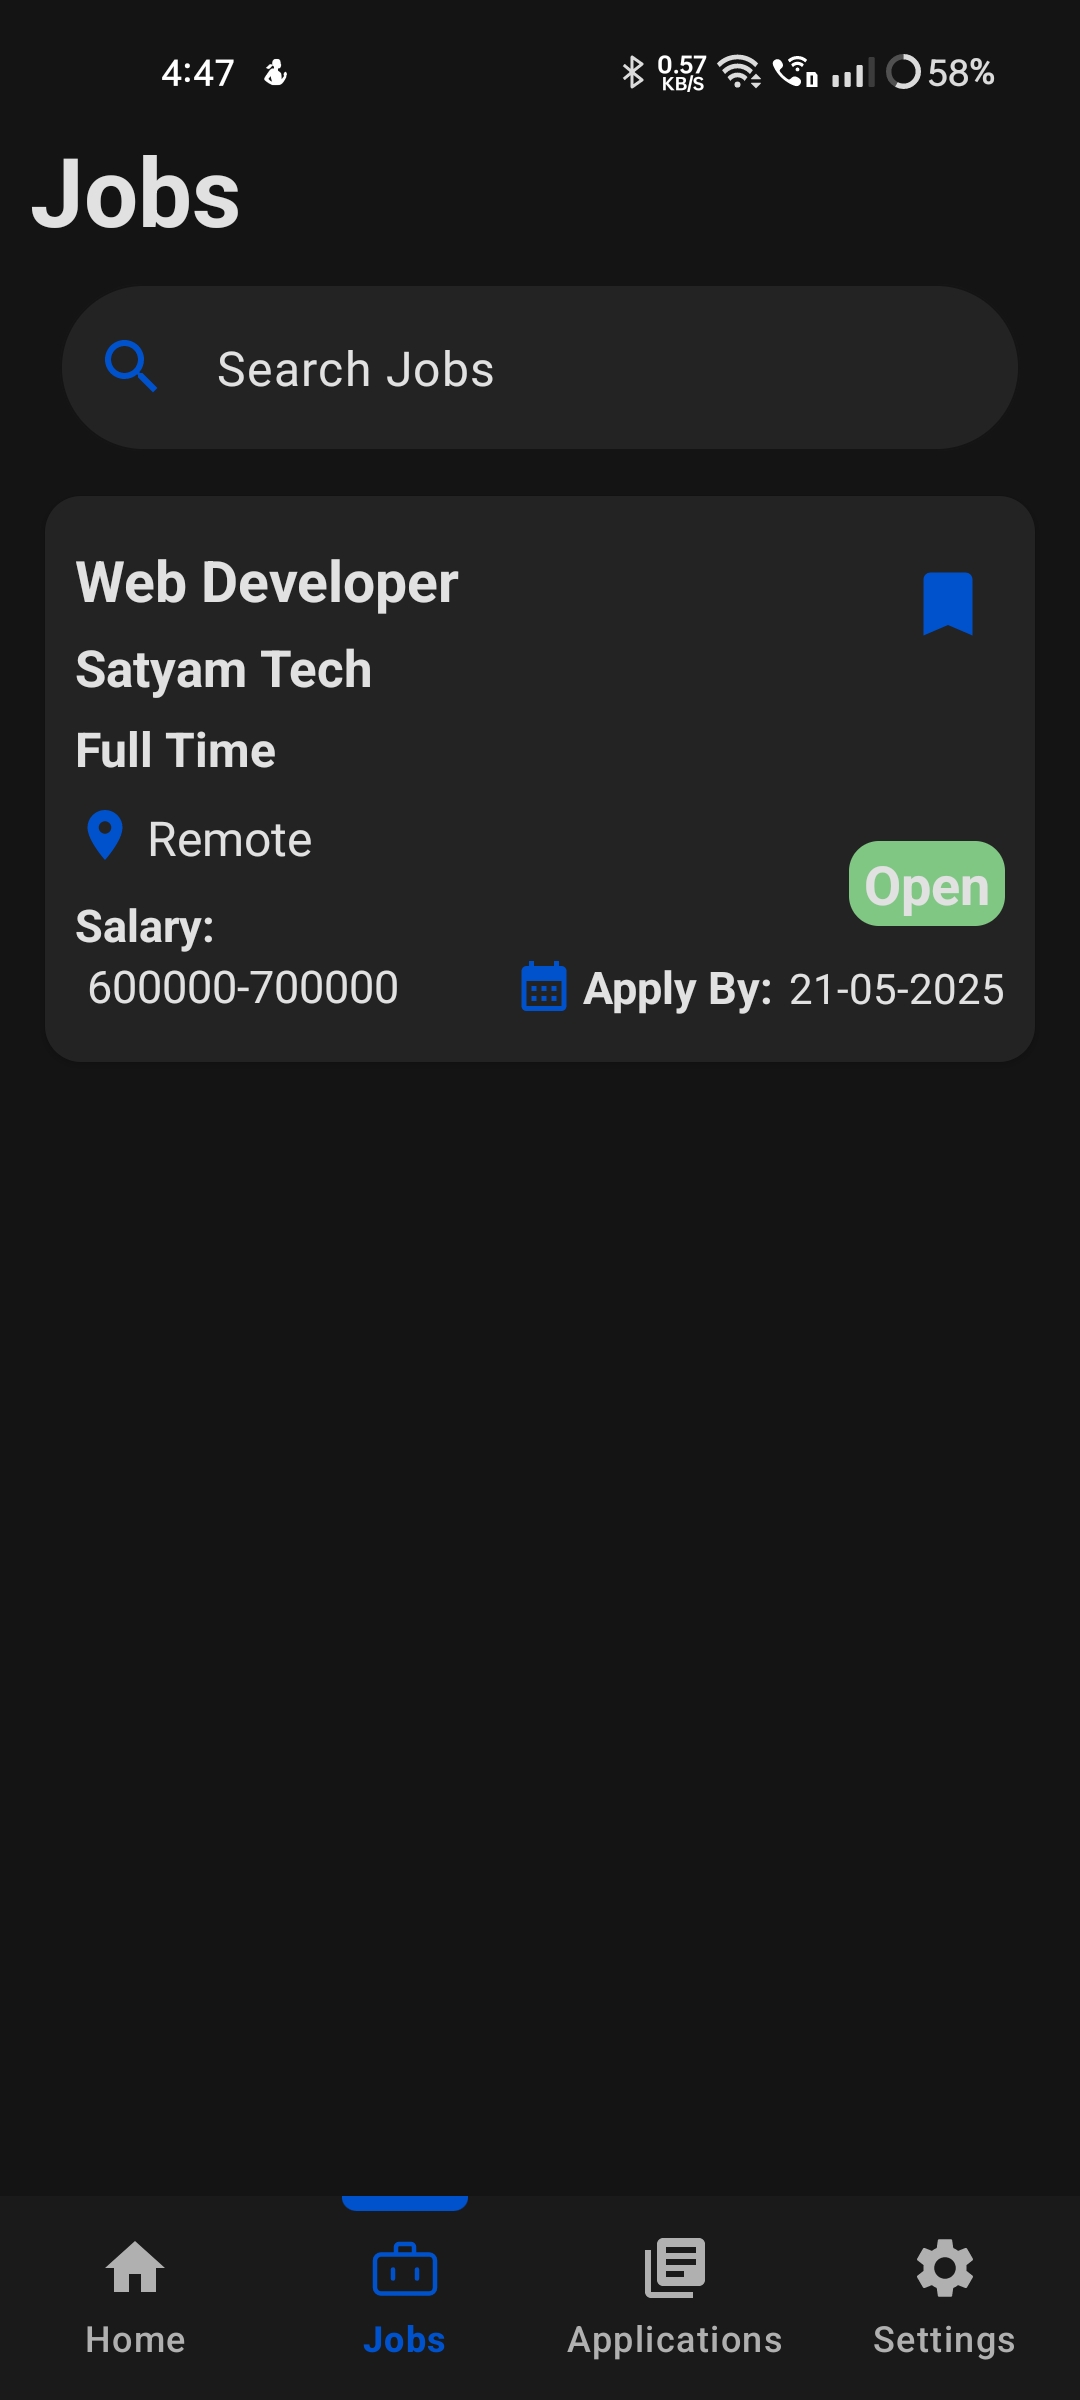 4:47 0.57 KB/S 58%
Jobs
Search Jobs
Web Developer
Satyam Tech
Full Time
Remote
Open
Salary:
600000-700000
Apply By: 21-05-2025
Home Jobs Applications Settings